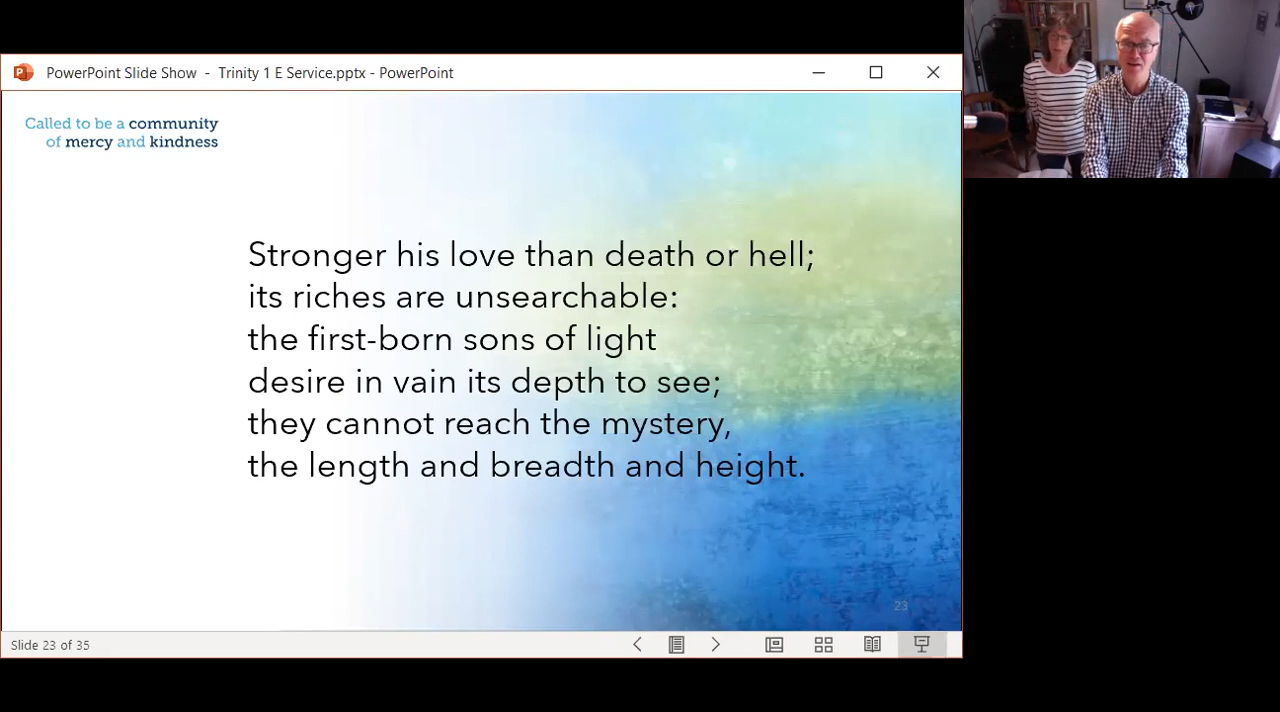 PowerPoint Slide Show - Trinity 1 E Service.pptx - PowerPoint
Called to be a community
of mercy and kindness
Stronger his love than death or hell;
its riches are unsearchable:
the first-born sons of light
desire in vain its depth to see;
they cannot reach the mystery,
the length and breadth and height.
23
Slide 23 of 35